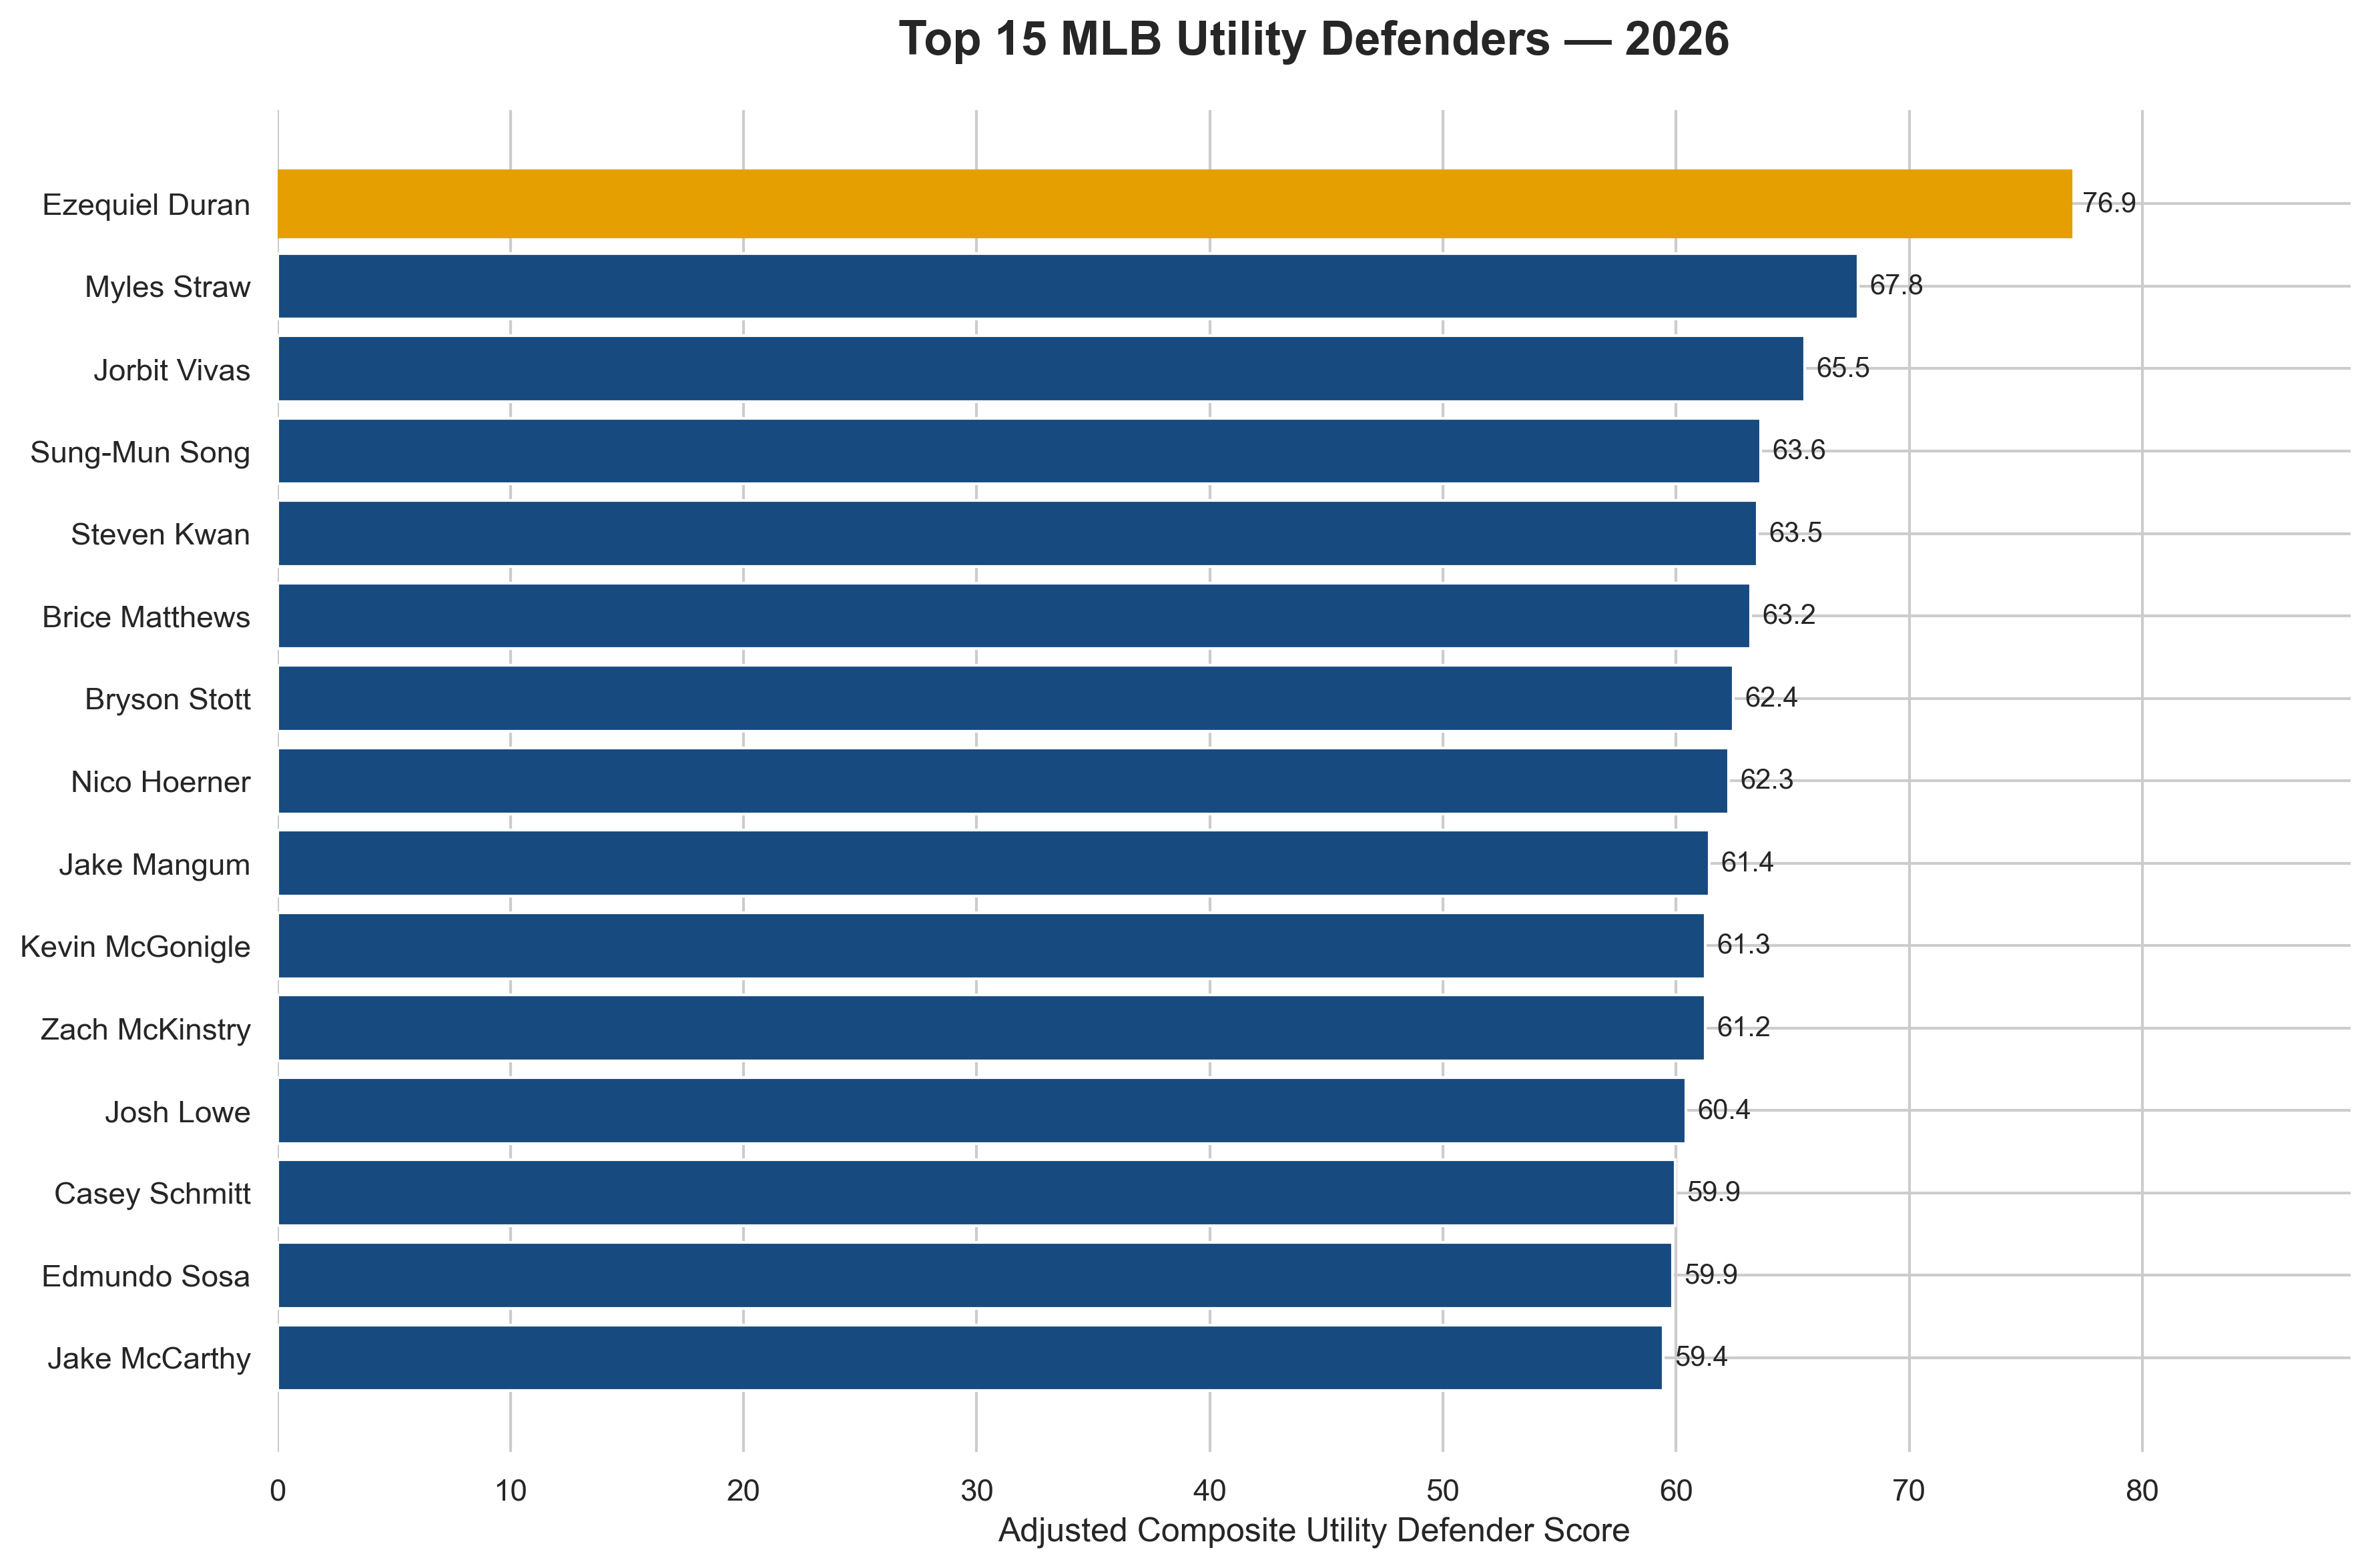 Top 15 MLB Utility Defenders — 2026
Ezequiel Duran 76.9
Myles Straw 67.8
Jorbit Vivas 65.5
Sung-Mun Song 63.6
Steven Kwan 63.5
Brice Matthews 63.2
Bryson Stott 62.4
Nico Hoerner 62.3
Jake Mangum 61.4
Kevin McGonigle 61.3
Zach McKinstry 61.2
Josh Lowe 60.4
Casey Schmitt 59.9
Edmundo Sosa 59.9
Jake McCarthy 59.4
0 10 20 30 40 50 60 70 80
Adjusted Composite Utility Defender Score